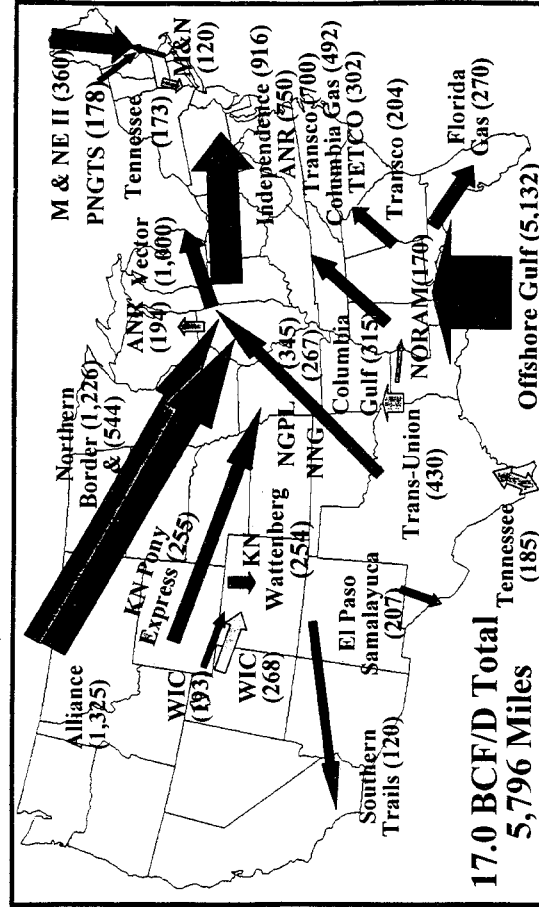 M & NE II (360)
PNGTS (178)
Tennessee
(173)
M&N
(120)
Independence (916)
ANR (750)
Transco (700)
Columbia Gas (492)
TETCO (302)
Transco (204)
Florida
Gas (270)
Vector
(1,000)
ANR
(194)
Northern
Border (1,226)
& (544)
Alliance
(1,325)
KN Pony
Express (255)
WIC
(193)
WIC
(268)
KN
Wattenberg
(254)
NGPL (345)
NNG (267)
Columbia
Gulf (315)
NORAM (170)
Trans-Union
(430)
El Paso
Samalayuca
(207)
Southern
Trails (120)
Tennessee
(185)
Offshore Gulf (5,132)
17.0 BCF/D Total
5,796 Miles